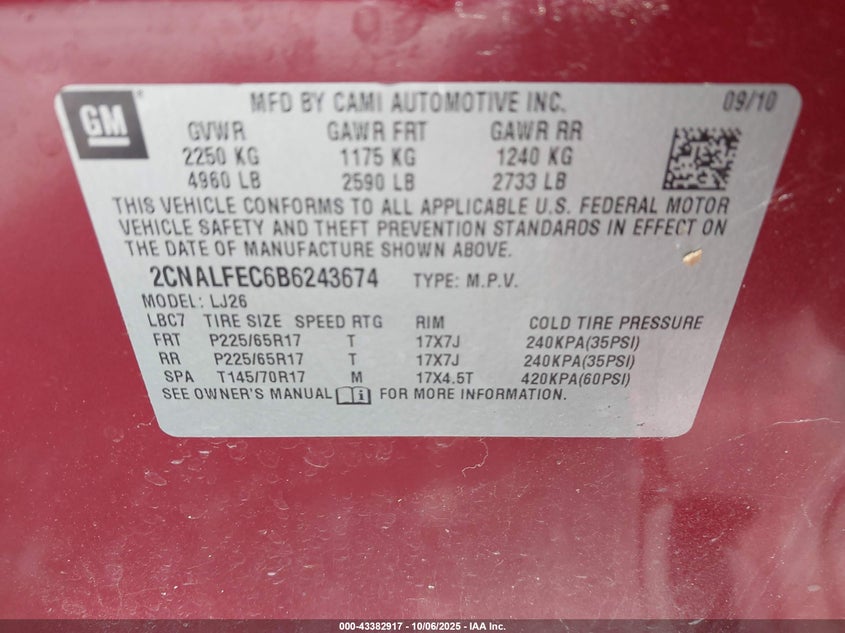 GM ® MFD BY CAMI AUTOMOTIVE INC. 09/10
GVWR GAWR FRT GAWR RR
2250 KG 1175 KG 1240 KG
4960 LB 2590 LB 2733 LB
THIS VEHICLE CONFORMS TO ALL APPLICABLE U.S. FEDERAL MOTOR
VEHICLE SAFETY AND THEFT PREVENTION STANDARDS IN EFFECT ON
THE DATE OF MANUFACTURE SHOWN ABOVE.
2CNALFEC6B6243674 TYPE: M.P.V.
MODEL: LJ26
LBC7 TIRE SIZE SPEED RTG RIM COLD TIRE PRESSURE
FRT P225/65R17 T 17X7J 240KPA(35PSI)
RR P225/65R17 T 17X7J 240KPA(35PSI)
SPA T145/70R17 M 17X4.5T 420KPA(60PSI)
SEE OWNER'S MANUAL i FOR MORE INFORMATION.
000-43382917 | 10/06/2025 | IAA Inc.